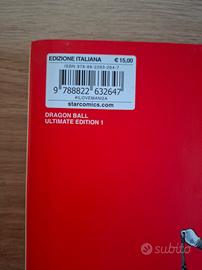 EDIZIONE ITALIANA € 15,00
ISBN 978-88-2263-264-7
9 788822 632647
#ILOVEMANGA
starcomics.com
DRAGON BALL
ULTIMATE EDITION 1
subito